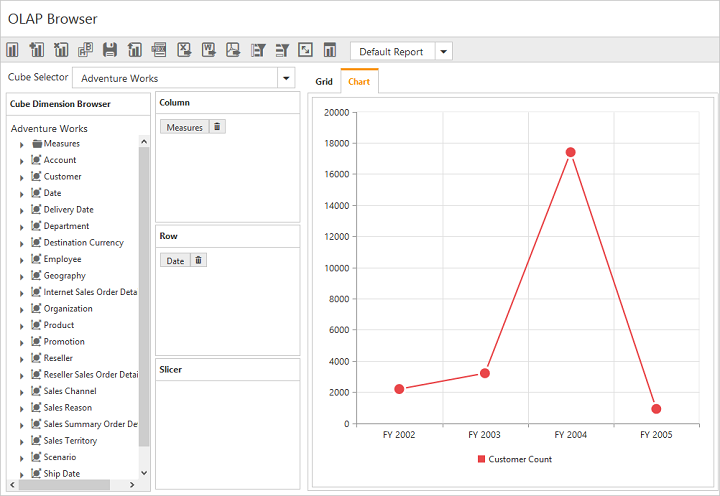 OLAP Browser
Default Report
Cube Selector
Adventure Works
Grid
Chart
Cube Dimension Browser
Adventure Works
Measures
Account
Customer
Date
Delivery Date
Department
Destination Currency
Employee
Geography
Internet Sales Order Detai
Organization
Product
Promotion
Reseller
Reseller Sales Order Detai
Sales Channel
Sales Reason
Sales Summary Order De
Sales Territory
Scenario
Ship Date
Column
Measures
Row
Date
Slicer
20000
18000
16000
14000
12000
10000
8000
6000
4000
2000
0
FY 2002 FY 2003 FY 2004 FY 2005
Customer Count